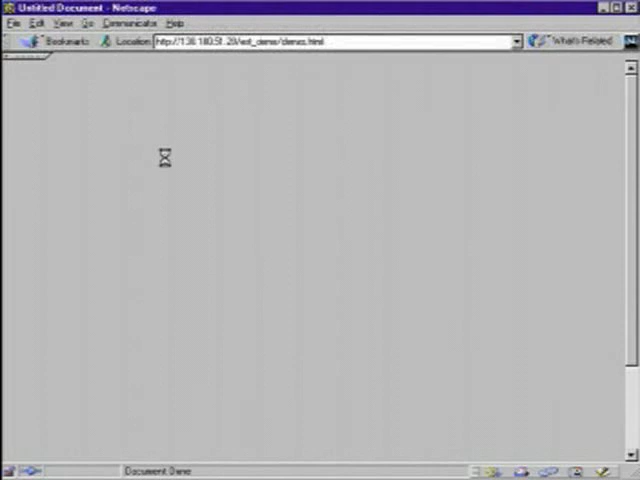 Untitled Document - Netscape
File Edit View Go Communicator Help
Bookmarks Location: What's Related
Document: Done